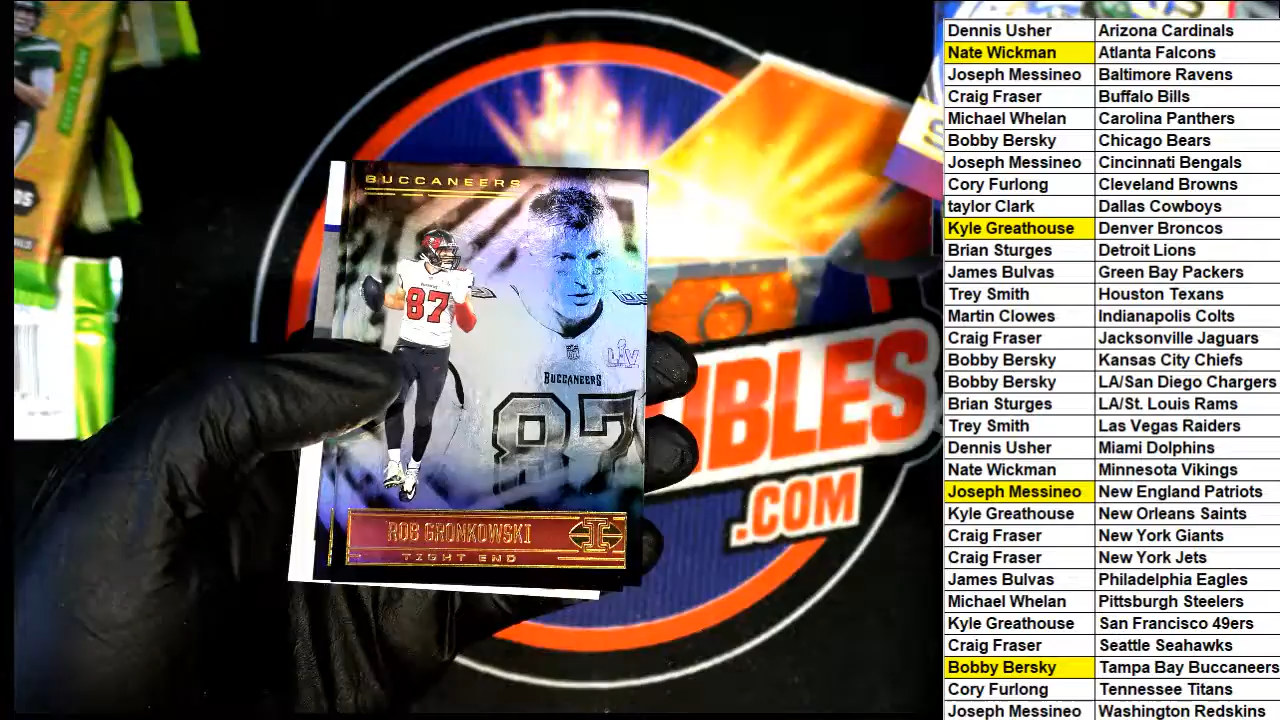 BUCCANEERS
87
LV
BUCCANEERS
87
ROB GRONKOWSKI
TIGHT END
IBLES
.COM
Dennis Usher Arizona Cardinals
Nate Wickman Atlanta Falcons
Joseph Messineo Baltimore Ravens
Craig Fraser Buffalo Bills
Michael Whelan Carolina Panthers
Bobby Bersky Chicago Bears
Joseph Messineo Cincinnati Bengals
Cory Furlong Cleveland Browns
taylor Clark Dallas Cowboys
Kyle Greathouse Denver Broncos
Brian Sturges Detroit Lions
James Bulvas Green Bay Packers
Trey Smith Houston Texans
Martin Clowes Indianapolis Colts
Craig Fraser Jacksonville Jaguars
Bobby Bersky Kansas City Chiefs
Bobby Bersky LA/San Diego Chargers
Brian Sturges LA/St. Louis Rams
Trey Smith Las Vegas Raiders
Dennis Usher Miami Dolphins
Nate Wickman Minnesota Vikings
Joseph Messineo New England Patriots
Kyle Greathouse New Orleans Saints
Craig Fraser New York Giants
Craig Fraser New York Jets
James Bulvas Philadelphia Eagles
Michael Whelan Pittsburgh Steelers
Kyle Greathouse San Francisco 49ers
Craig Fraser Seattle Seahawks
Bobby Bersky Tampa Bay Buccaneers
Cory Furlong Tennessee Titans
Joseph Messineo Washington Redskins